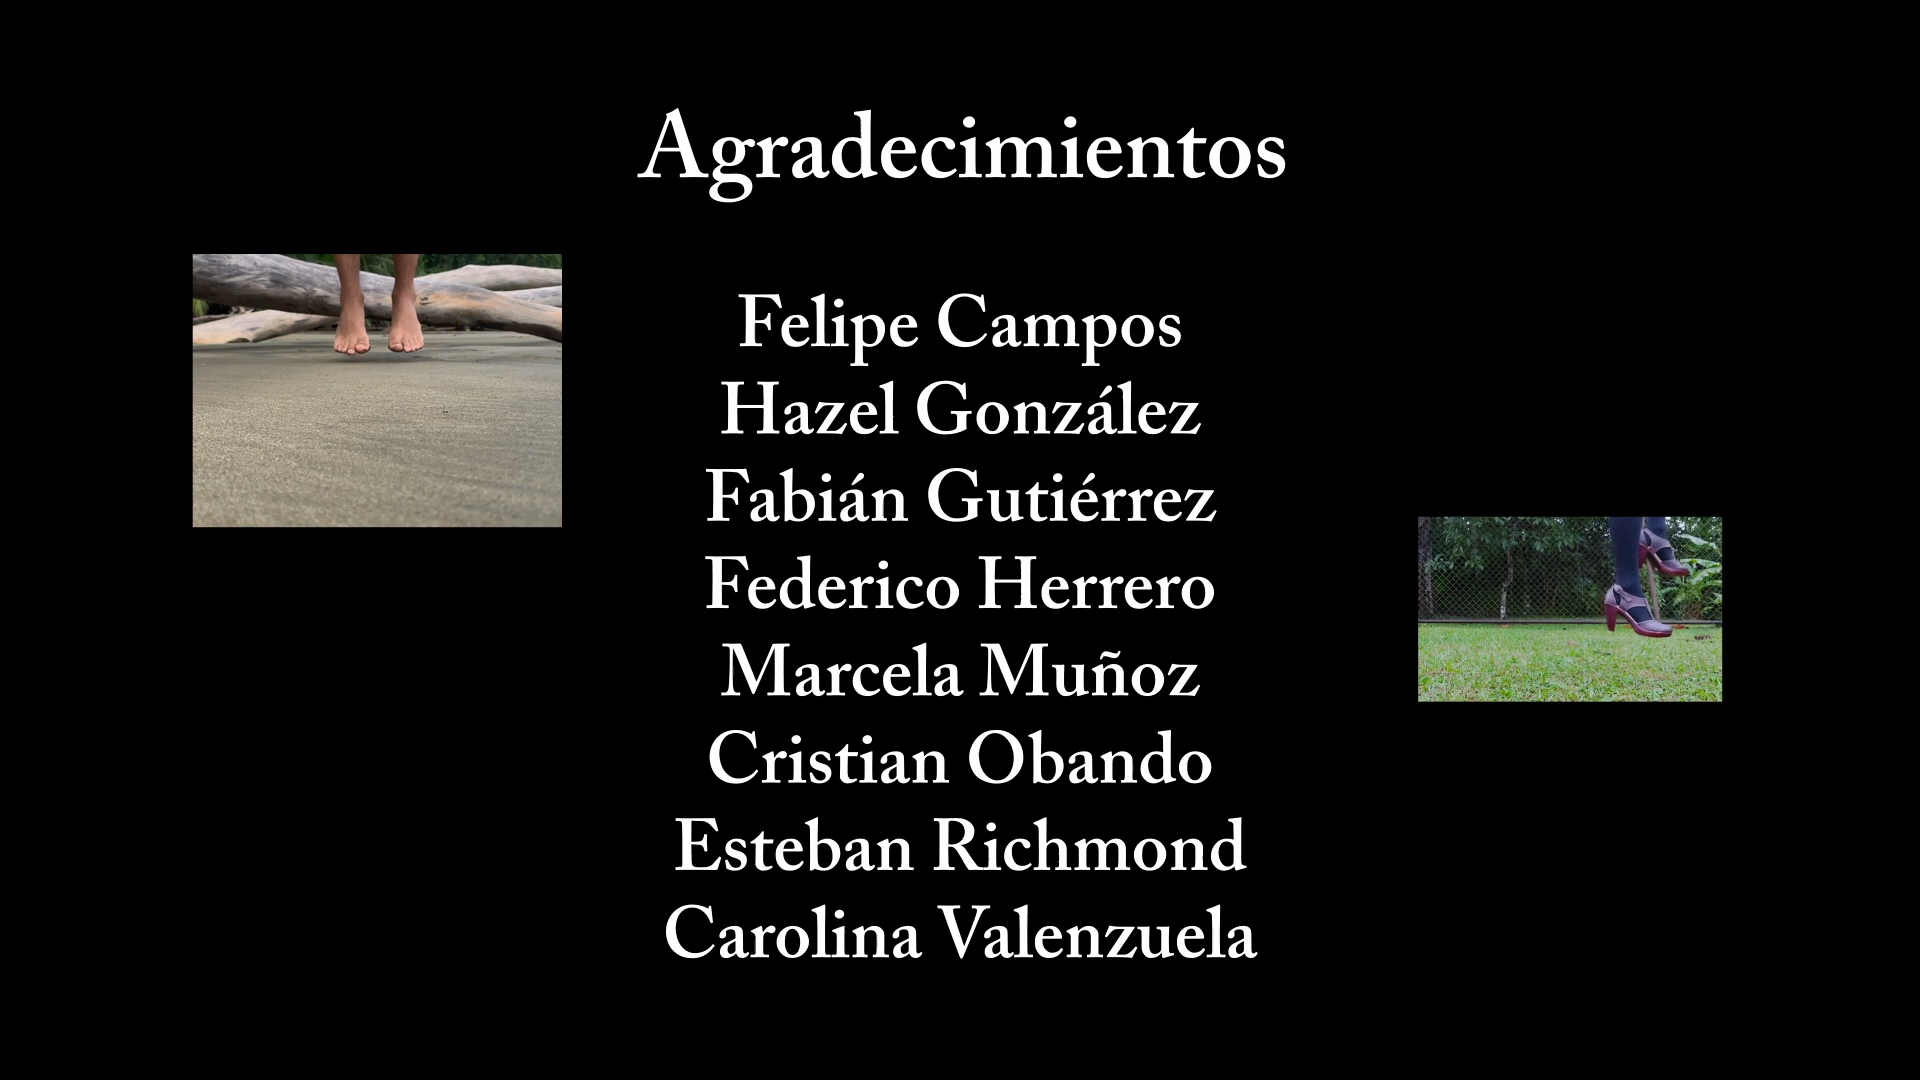 Agradecimientos
Felipe Campos
Hazel González
Fabián Gutiérrez
Federico Herrero
Marcela Muñoz
Cristian Obando
Esteban Richmond
Carolina Valenzuela